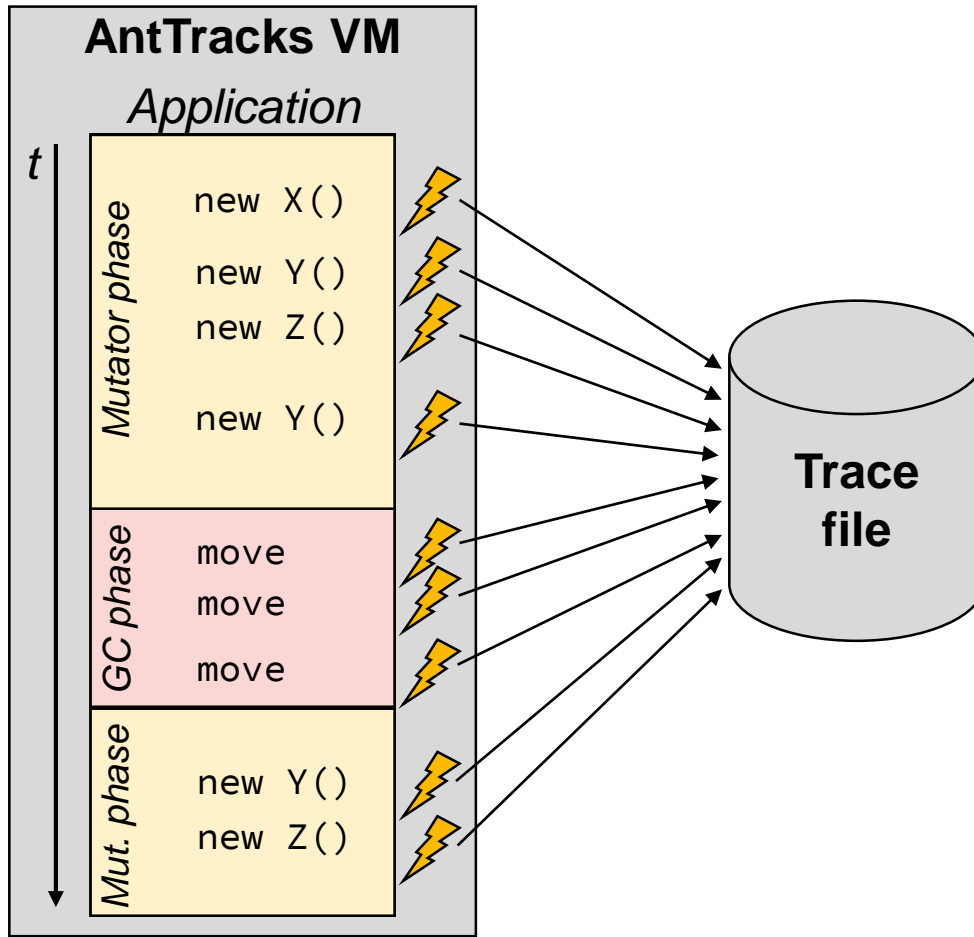 AntTracks VM
Application
t
Mutator phase
new X()
new Y()
new Z()
new Y()
GC phase
move
move
move
Mut. phase
new Y()
new Z()
Trace
file